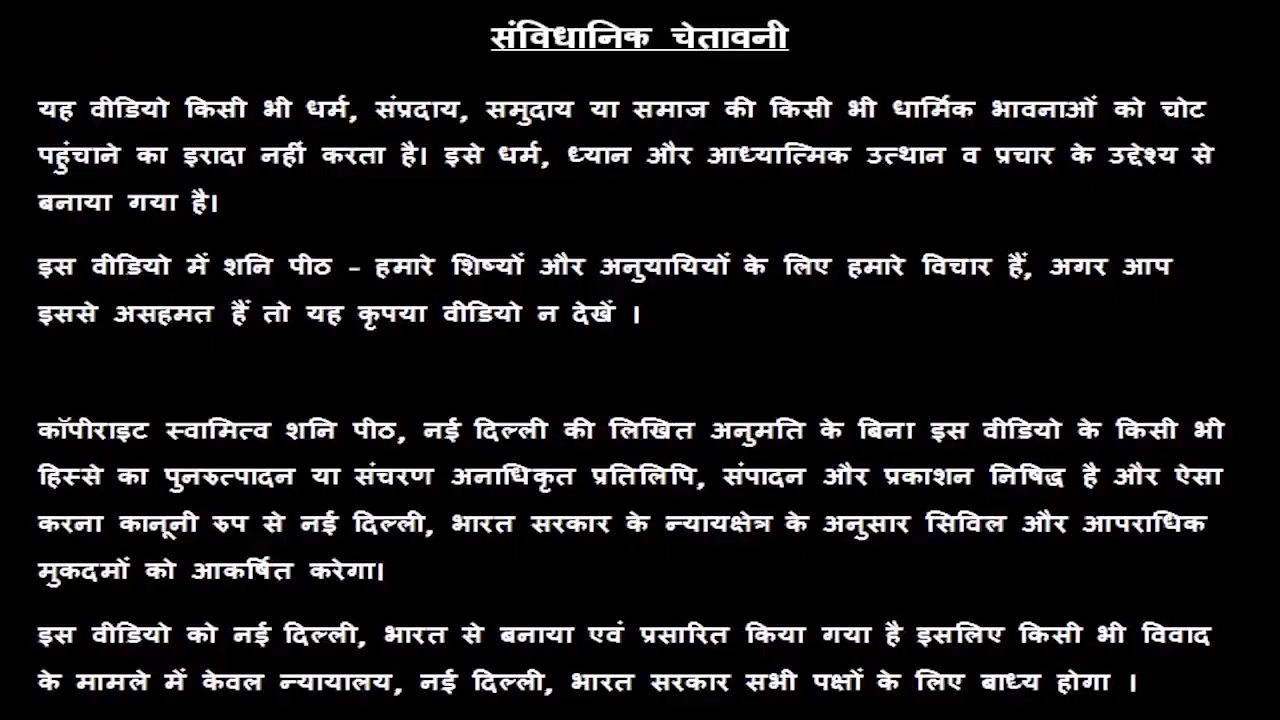 संविधानिक चेतावनी
यह वीडियो किसी भी धर्म, संप्रदाय, समुदाय या समाज की किसी भी धार्मिक भावनाओं को चोट
पहुंचाने का इरादा नहीं करता है। इसे धर्म, ध्यान और आध्यात्मिक उत्थान व प्रचार के उद्देश्य से
बनाया गया है।
इस वीडियो में शनि पीठ – हमारे शिष्यों और अनुयायियों के लिए हमारे विचार हैं, अगर आप
इससे असहमत हैं तो यह कृपया वीडियो न देखें ।
कॉपीराइट स्वामित्व शनि पीठ, नई दिल्ली की लिखित अनुमति के बिना इस वीडियो के किसी भी
हिस्से का पुनरुत्पादन या संचरण अनाधिकृत प्रतिलिपि, संपादन और प्रकाशन निषिद्ध है और ऐसा
करना कानूनी रुप से नई दिल्ली, भारत सरकार के न्यायक्षेत्र के अनुसार सिविल और आपराधिक
मुकदमों को आकर्षित करेगा।
इस वीडियो को नई दिल्ली, भारत से बनाया एवं प्रसारित किया गया है इसलिए किसी भी विवाद
के मामले में केवल न्यायालय, नई दिल्ली, भारत सरकार सभी पक्षों के लिए बाध्य होगा ।